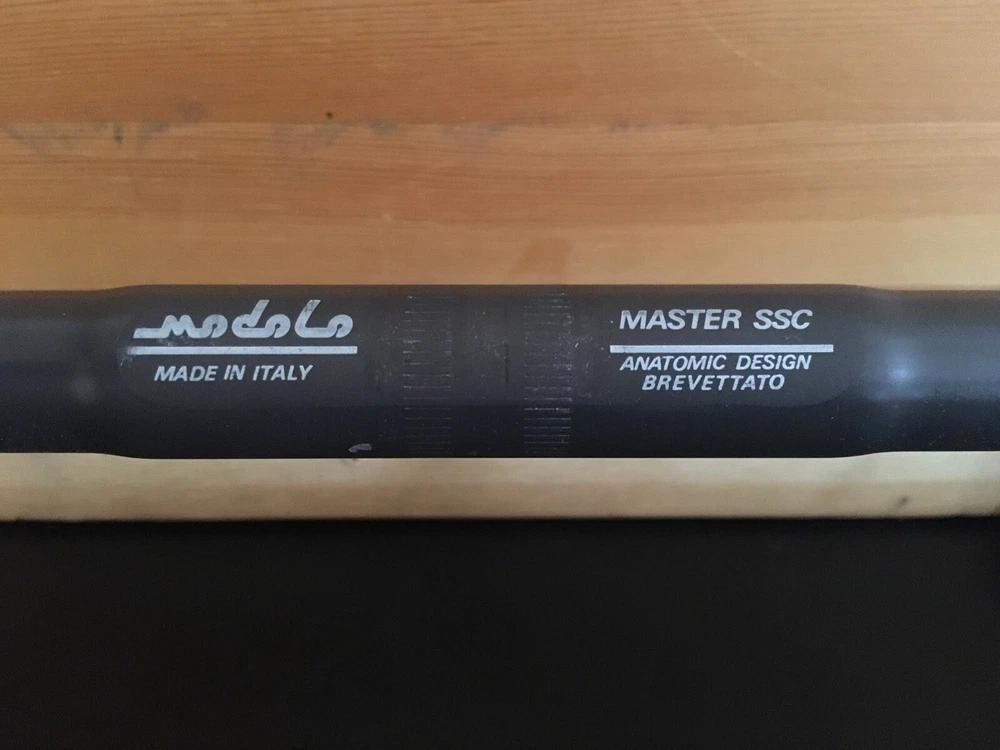 modolo
MADE IN ITALY
MASTER SSC
ANATOMIC DESIGN
BREVETTATO